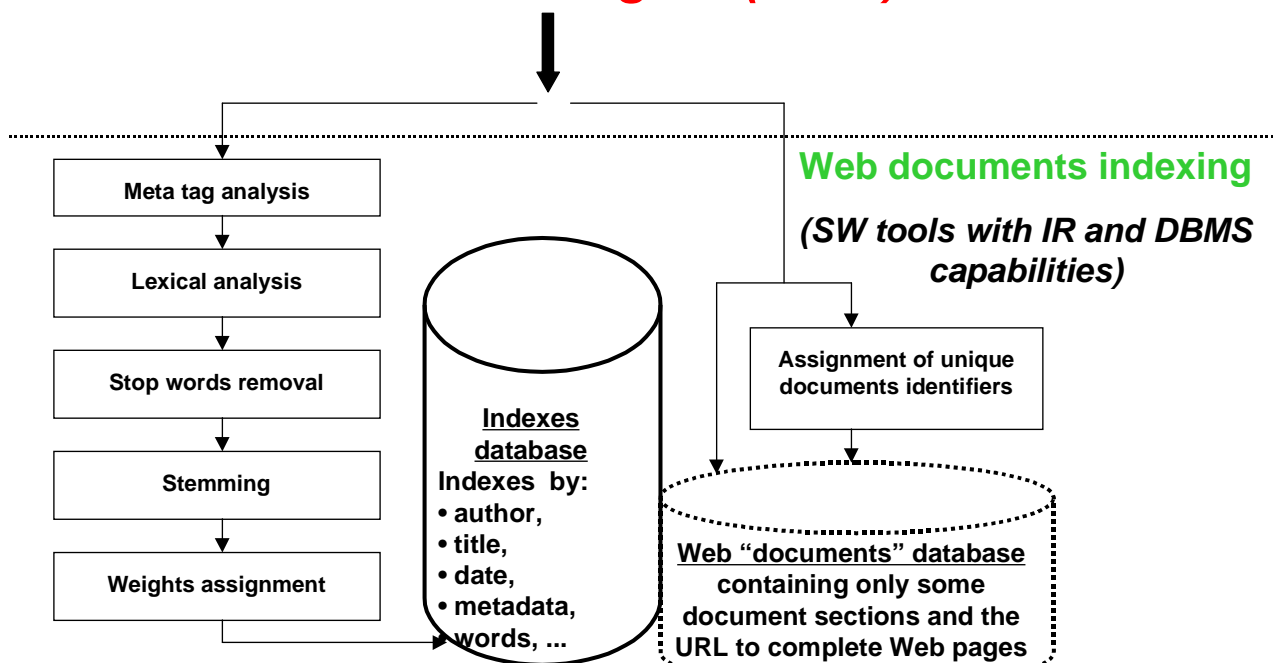 Web documents indexing
(SW tools with IR and DBMS
capabilities)
Meta tag analysis
Lexical analysis
Stop words removal
Stemming
Weights assignment
Indexes
database
Indexes by:
• author,
• title,
• date,
• metadata,
• words, ...
Assignment of unique
documents identifiers
Web “documents” database
containing only some
document sections and the
URL to complete Web pages